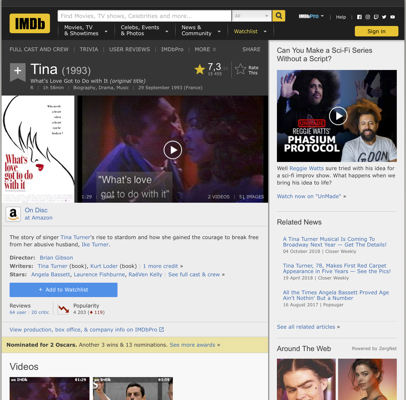 IMDb
Find Movies, TV shows, Celebrities and more...
All
Movies, TV & Showtimes
Celebs, Events & Photos
News & Community
Watchlist
IMDbPro
Help
Sign in
FULL CAST AND CREW | TRIVIA | USER REVIEWS | IMDbPro | MORE
SHARE
Tina (1993)
What's Love Got to Do with It (original title)
R | 1h 58min | Biography, Drama, Music | 29 September 1993 (France)
7,3
Rate This
What's love got to do with it
"What's love
gotta do with it"
1:29
2 VIDEOS
51 IMAGES
On Disc
at Amazon
The story of singer Tina Turner's rise to stardom and how she gained the courage to break free
from her abusive husband, Ike Turner.
Director: Brian Gibson
Writers: Tina Turner (book), Kurt Loder (book) | 1 more credit »
Stars: Angela Bassett, Laurence Fishburne, RaéVen Kelly | See full cast & crew »
+ Add to Watchlist
Reviews
64 user | 20 critic
Popularity
4 203 (119)
View production, box office, & company info on IMDbPro
Nominated for 2 Oscars. Another 3 wins & 13 nominations. See more awards »
Videos
IMDb
01:29
IMDb
03:09
Can You Make a Sci-Fi Series
Without a Script?
REGGIE WATTS'
PHASIUM
PROTOCOL
Well Reggie Watts sure tried with his idea for
a sci-fi improv show. What happens when we
bring his idea to life?
Watch now on "UnMade" »
Related News
A Tina Turner Musical Is Coming To
Broadway Next Year — Get The Details!
04 October 2018 | Closer Weekly
Tina Turner, 78, Makes First Red Carpet
Appearance in Five Years — See the Pics!
19 April 2018 | Closer Weekly
All the Times Angela Bassett Proved Age
Ain't Nothin' But a Number
16 August 2017 | Popsugar
See all related articles »
Around The Web
Powered by ZergNet